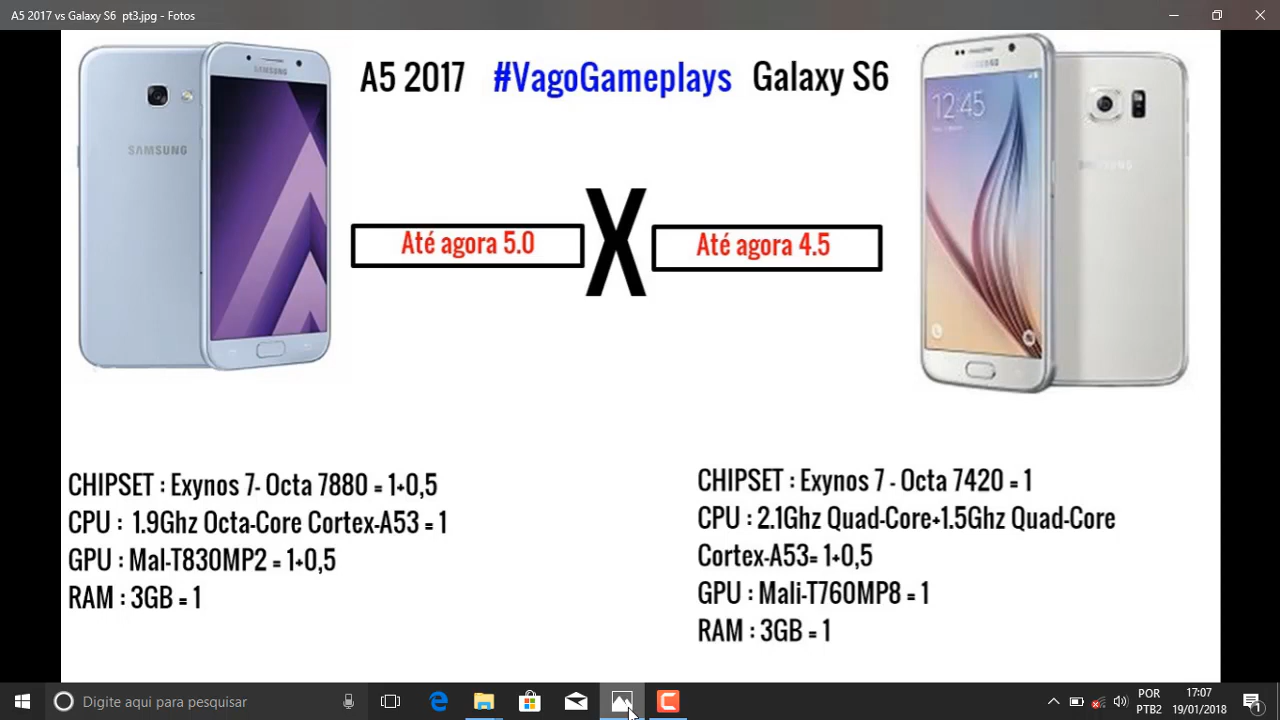 A5 2017 vs Galaxy S6 pt3.jpg - Fotos
A5 2017 #VagoGameplays Galaxy S6
SAMSUNG
SAMSUNG
12:45
Até agora 5.0
X
Até agora 4.5
CHIPSET : Exynos 7- Octa 7880 = 1+0,5
CPU : 1.9Ghz Octa-Core Cortex-A53 = 1
GPU : Mal-T830MP2 = 1+0,5
RAM : 3GB = 1
CHIPSET : Exynos 7 - Octa 7420 = 1
CPU : 2.1Ghz Quad-Core+1.5Ghz Quad-Core
Cortex-A53= 1+0,5
GPU : Mali-T760MP8 = 1
RAM : 3GB = 1
Digite aqui para pesquisar
POR
PTB2
17:07
19/01/2018